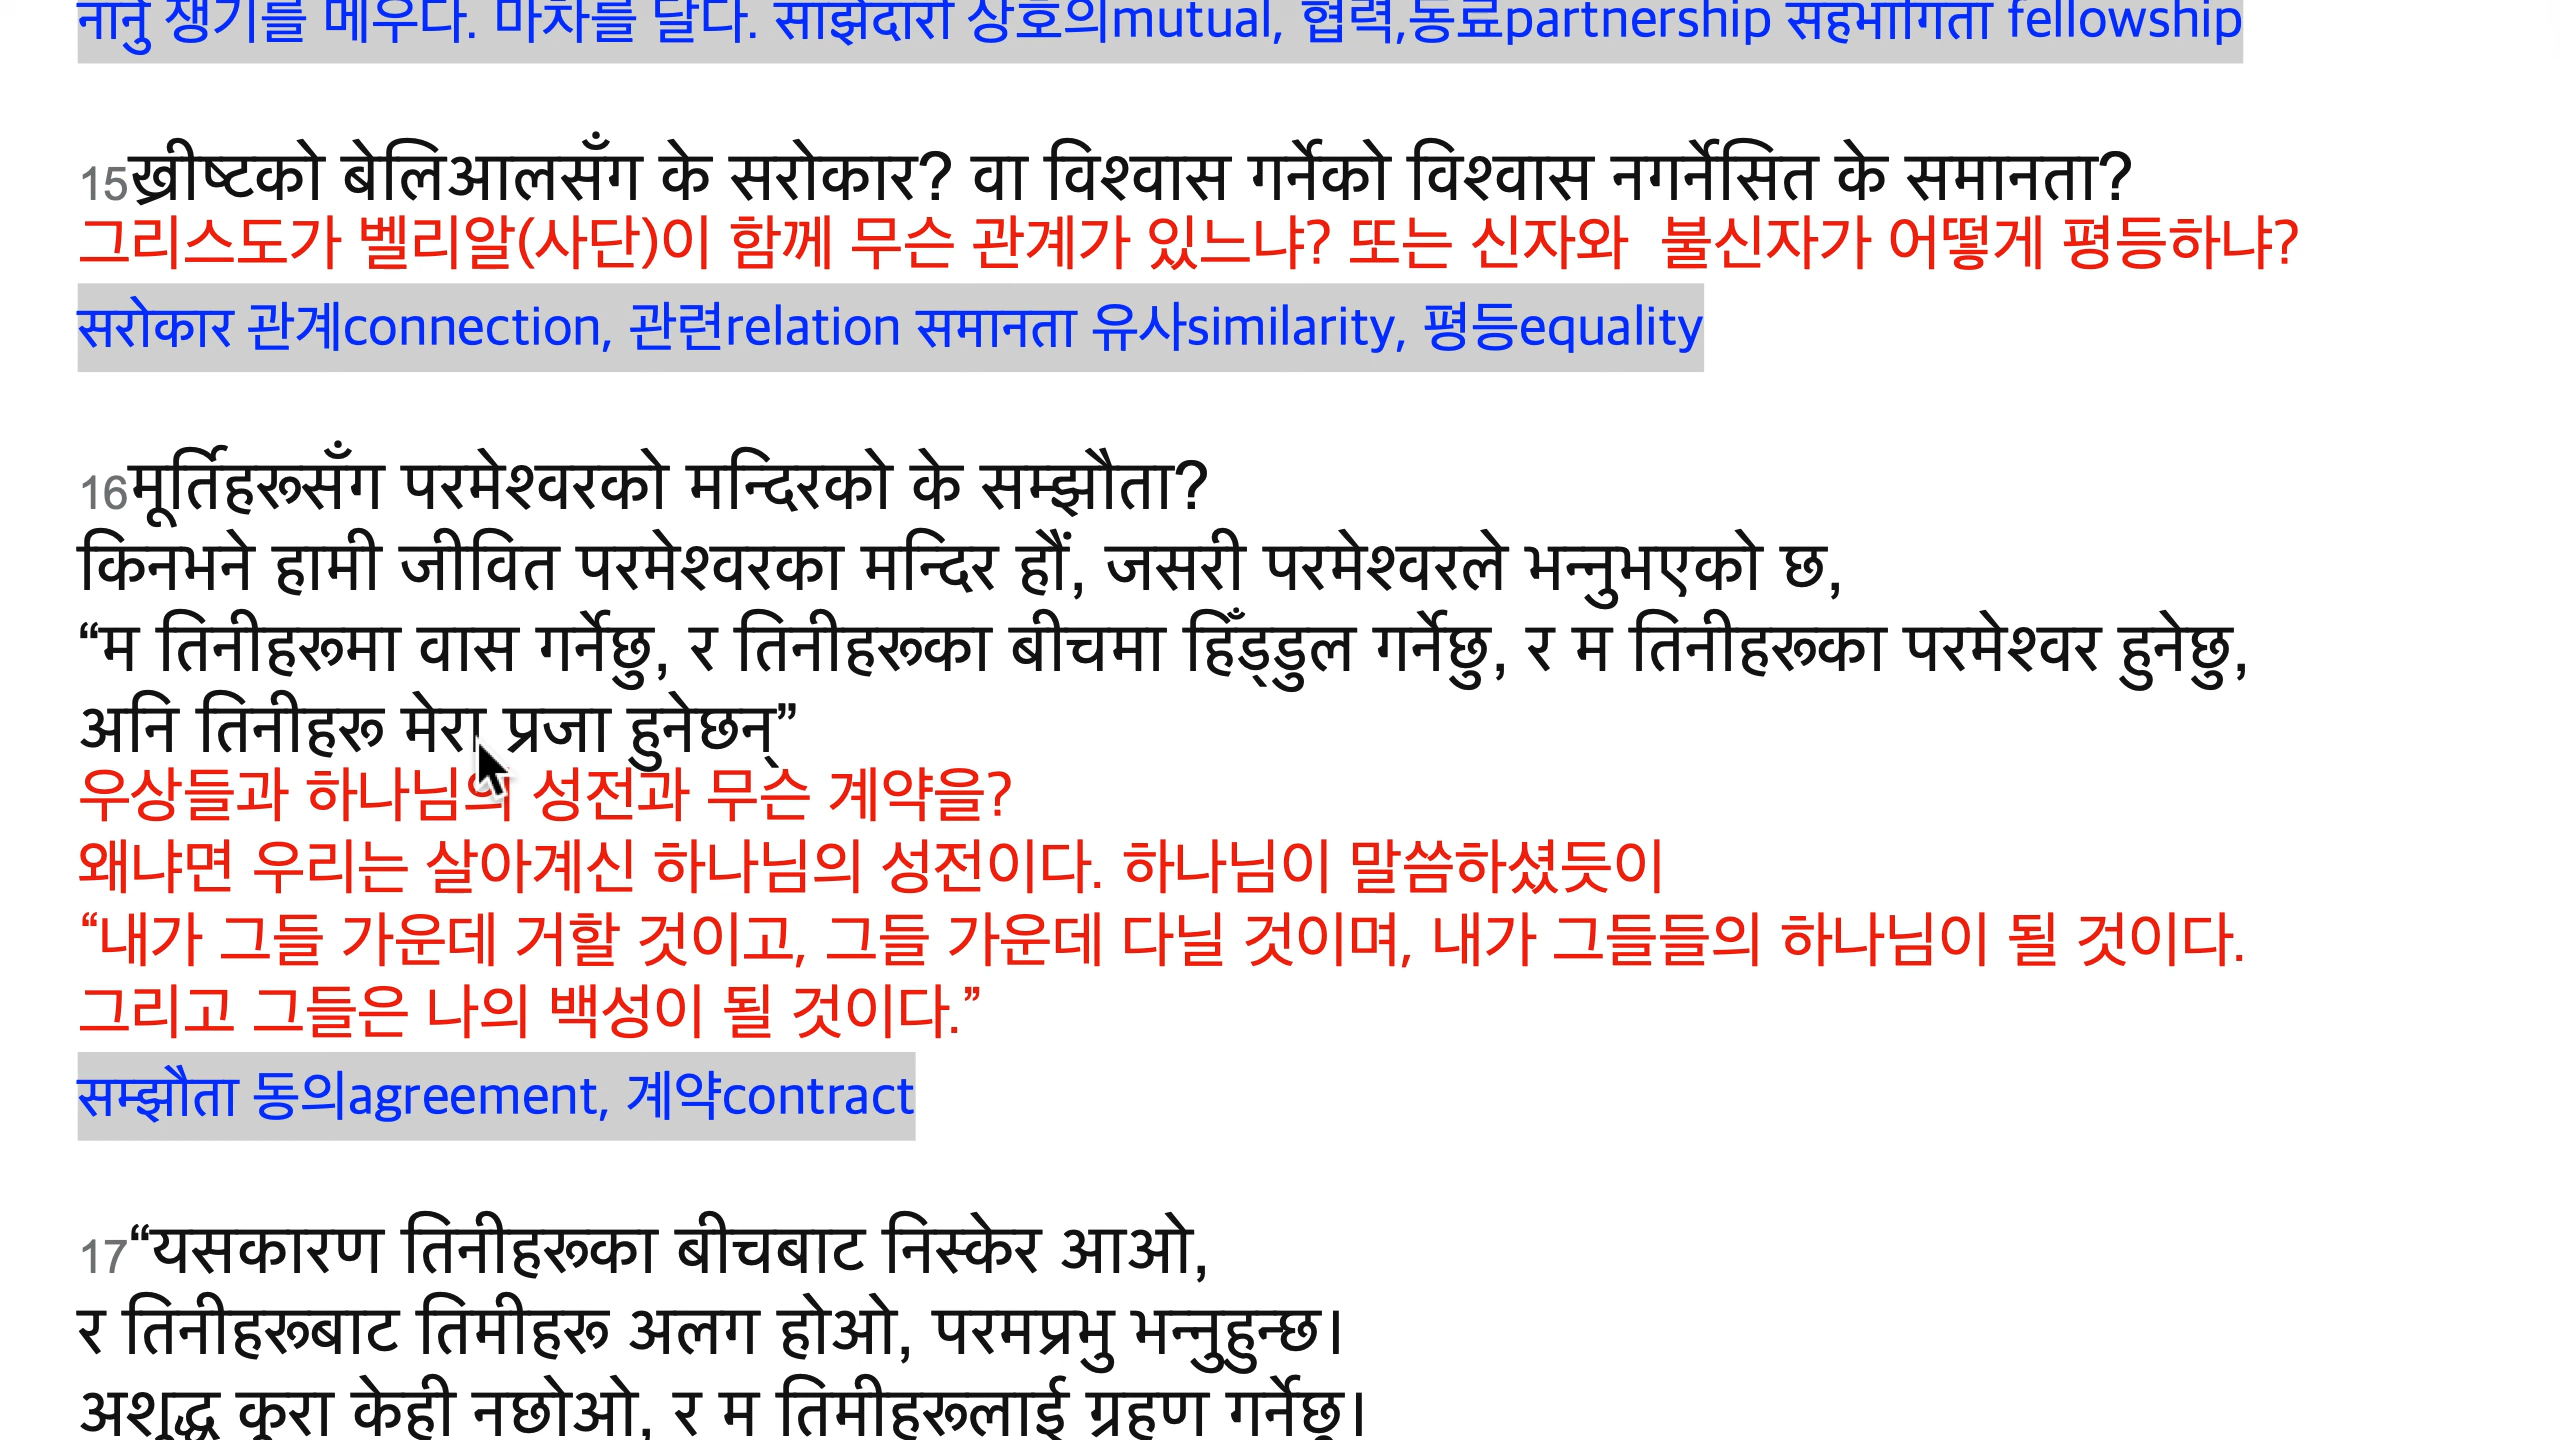 नार्नु 쟁기를 메우다. 마차를 달다. साझेदारी 상호의mutual, 협력,동료partnership सहभागिता fellowship
15ख्रीष्टको बेलिआलसँग के सरोकार? वा विश्वास गर्नेको विश्वास नगर्नेसित के समानता?
그리스도가 벨리알(사단)이 함께 무슨 관계가 있느냐? 또는 신자와 불신자가 어떻게 평등하냐?
सरोकार 관계connection, 관련relation समानता 유사similarity, 평등equality
16मूर्तिहरूसँग परमेश्वरको मन्दिरको के सम्झौता?
किनभने हामी जीवित परमेश्वरका मन्दिर हौं, जसरी परमेश्वरले भन्नुभएको छ,
“म तिनीहरूमा वास गर्नेछु, र तिनीहरूका बीचमा हिँड्डुल गर्नेछु, र म तिनीहरूका परमेश्वर हुनेछु,
अनि तिनीहरू मेरा प्रजा हुनेछन्”
우상들과 하나님의 성전과 무슨 계약을?
왜냐면 우리는 살아계신 하나님의 성전이다. 하나님이 말씀하셨듯이
“내가 그들 가운데 거할 것이고, 그들 가운데 다닐 것이며, 내가 그들들의 하나님이 될 것이다.
그리고 그들은 나의 백성이 될 것이다.”
सम्झौता 동의agreement, 계약contract
17“यसकारण तिनीहरूका बीचबाट निस्केर आओ,
र तिनीहरूबाट तिमीहरू अलग होओ, परमप्रभु भन्नुहुन्छ।
अशुद्ध कुरा केही नछोओ, र म तिमीहरूलाई ग्रहण गर्नेछु।